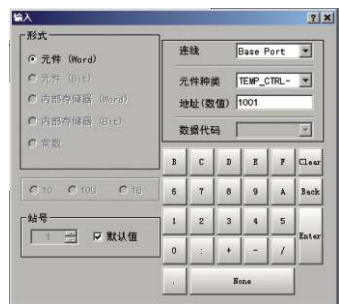 输入
形式
元件 (Word)
元件 (Bit)
内部存储器 (Word)
内部存储器 (Bit)
常数
10 10U 16
站号
1 默认值
连线 Base Port
元件种类 TEMP_CTRL-
地址(数值) 1001
数据代码
B C D E F Clear
6 7 8 9 A Back
1 2 3 4 5 Enter
0 : + - /
. None